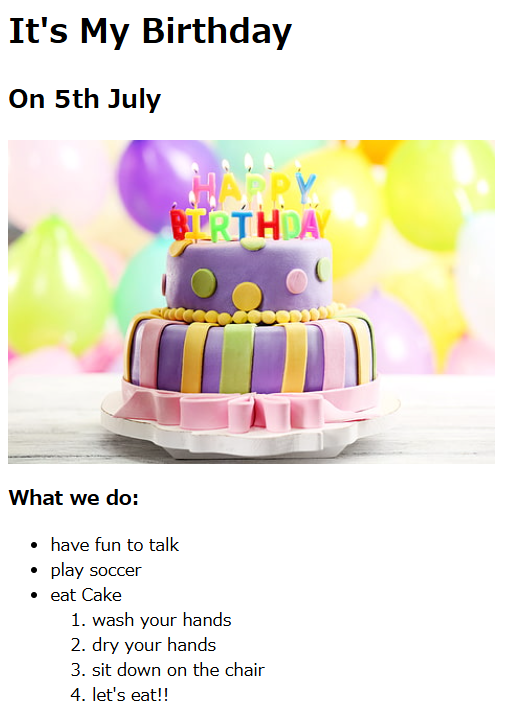 It's My Birthday
On 5th July
HAPPY
BIRTHDAY
What we do:
• have fun to talk
• play soccer
• eat Cake
1. wash your hands
2. dry your hands
3. sit down on the chair
4. let's eat!!